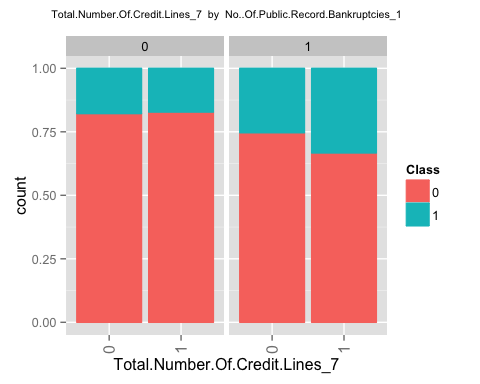 Total.Number.Of.Credit.Lines_7 by No..Of.Public.Record.Bankruptcies_1
0 1
1.00
0.75
0.50
0.25
0.00
count
0 1 0 1
Total.Number.Of.Credit.Lines_7
Class
0
1